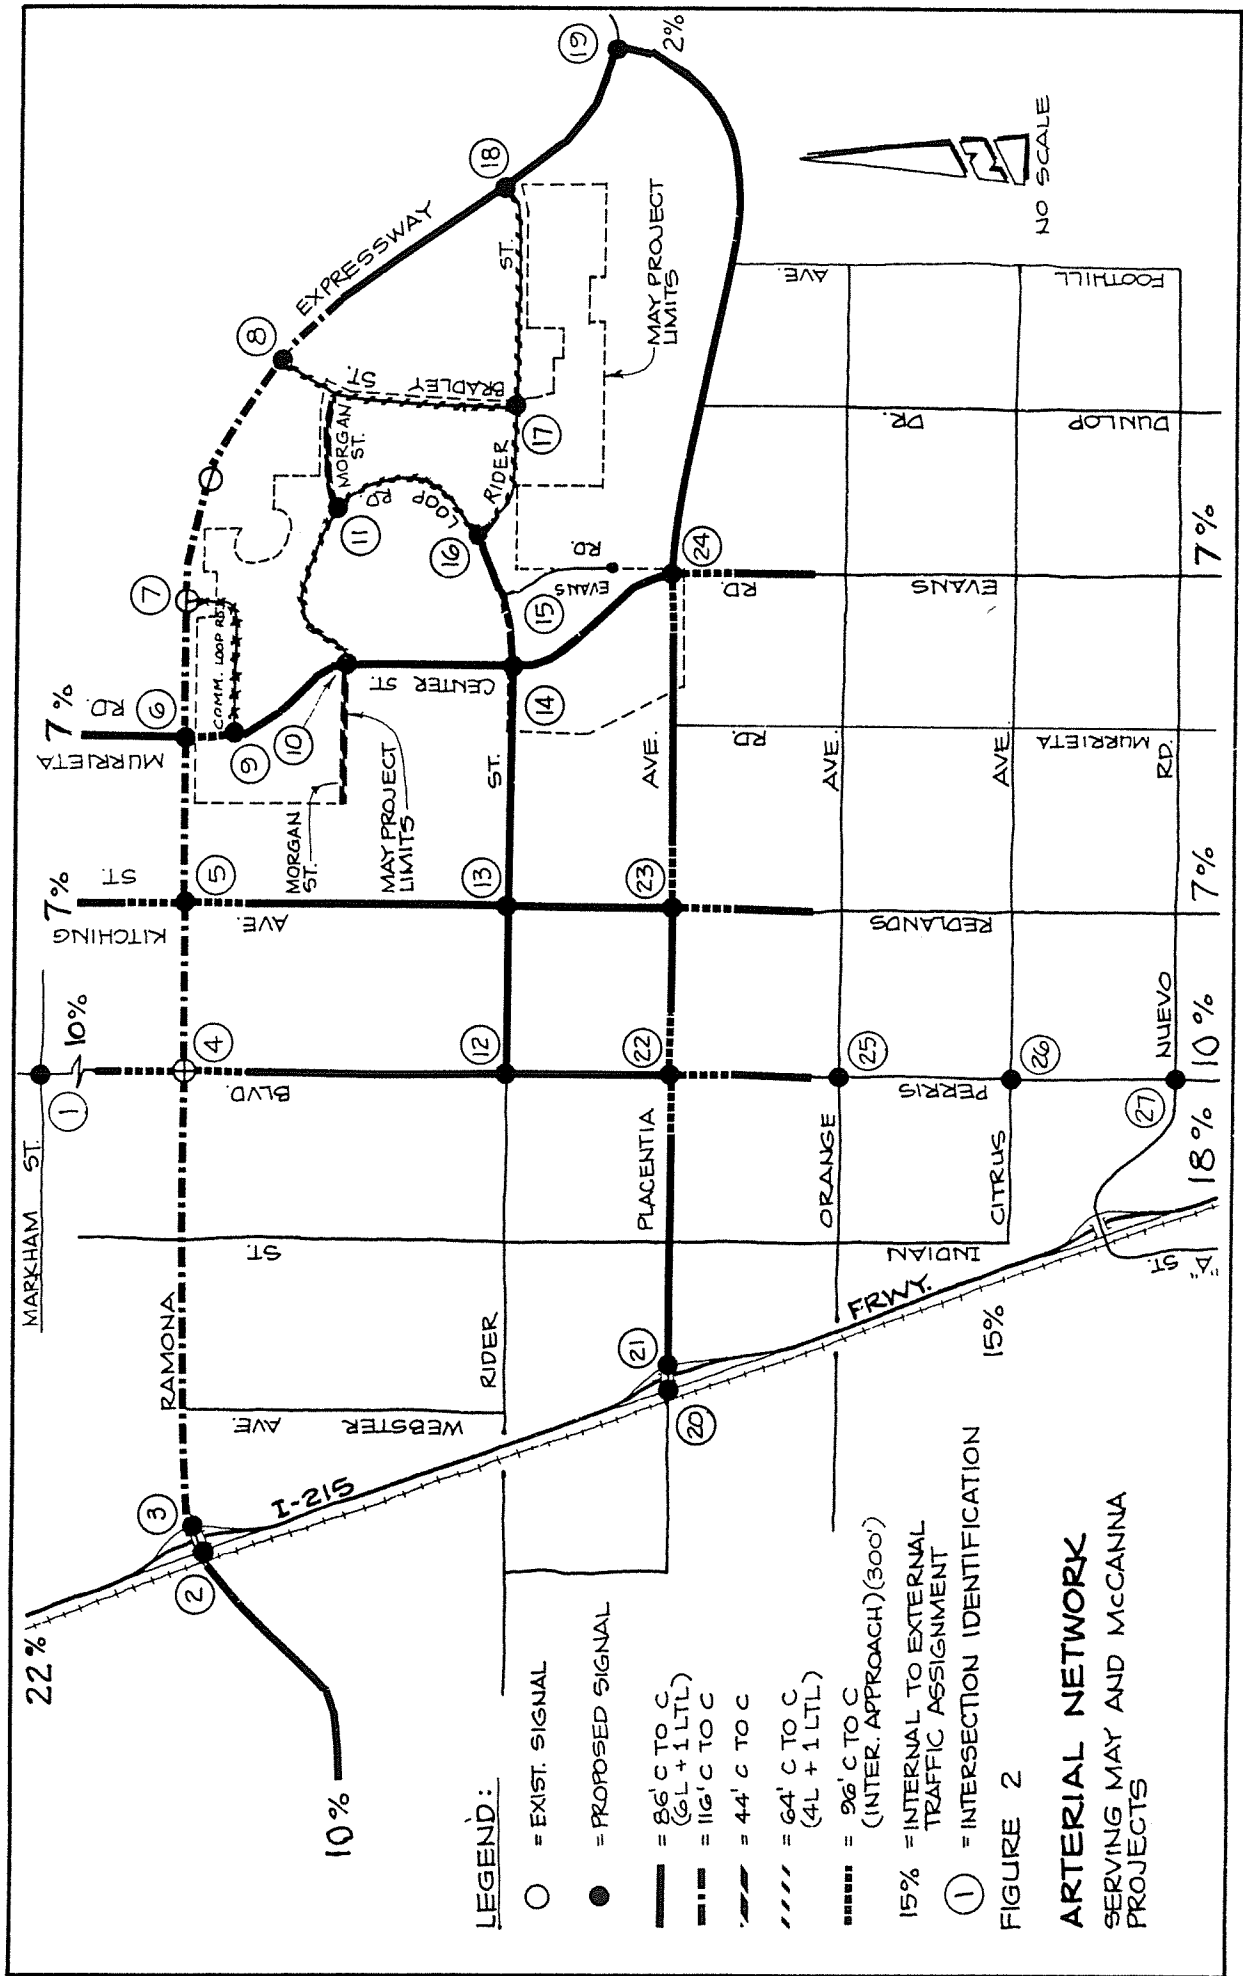 22%
MARKHAM ST.
1
10%
KITCHING ST.
7%
MURRIETA RD.
7%
10%
2
3
RAMONA
4
5
6
7
8
EXPRESSWAY
18
19
2%
I-215
WEBSTER AVE.
ST.
BLVD.
AVE.
COMM. LOOP RD.
9
10
MORGAN ST.
MAY PROJECT LIMITS
CENTER ST.
11
MORGAN ST.
BRADLEY ST.
LOOP RD.
16
RIDER
17
ST.
MAY PROJECT LIMITS
RIDER
12
13
ST.
14
15
EVANS RD.
20
21
PLACENTIA
22
23
AVE.
24
FRWY.
15%
INDIAN
ORANGE
25
AVE.
RD.
RD.
DR.
AVE.
CITRUS
26
AVE.
PERRIS
REDLANDS
MURRIETA
EVANS
DUNLOP
FOOTHILL
"A" ST.
27
NUEVO
RD.
18%
10%
7%
7%
N
NO SCALE
LEGEND:
= EXIST. SIGNAL
= PROPOSED SIGNAL
= 86' C TO C
(6L + 1 LTL)
= 116' C TO C
= 44' C TO C
= 64' C TO C
(4L + 1 LTL)
= 96' C TO C
(INTER. APPROACH)(300')
15% = INTERNAL TO EXTERNAL
TRAFFIC ASSIGNMENT
1 = INTERSECTION IDENTIFICATION
FIGURE 2
ARTERIAL NETWORK
SERVING MAY AND McCANNA
PROJECTS